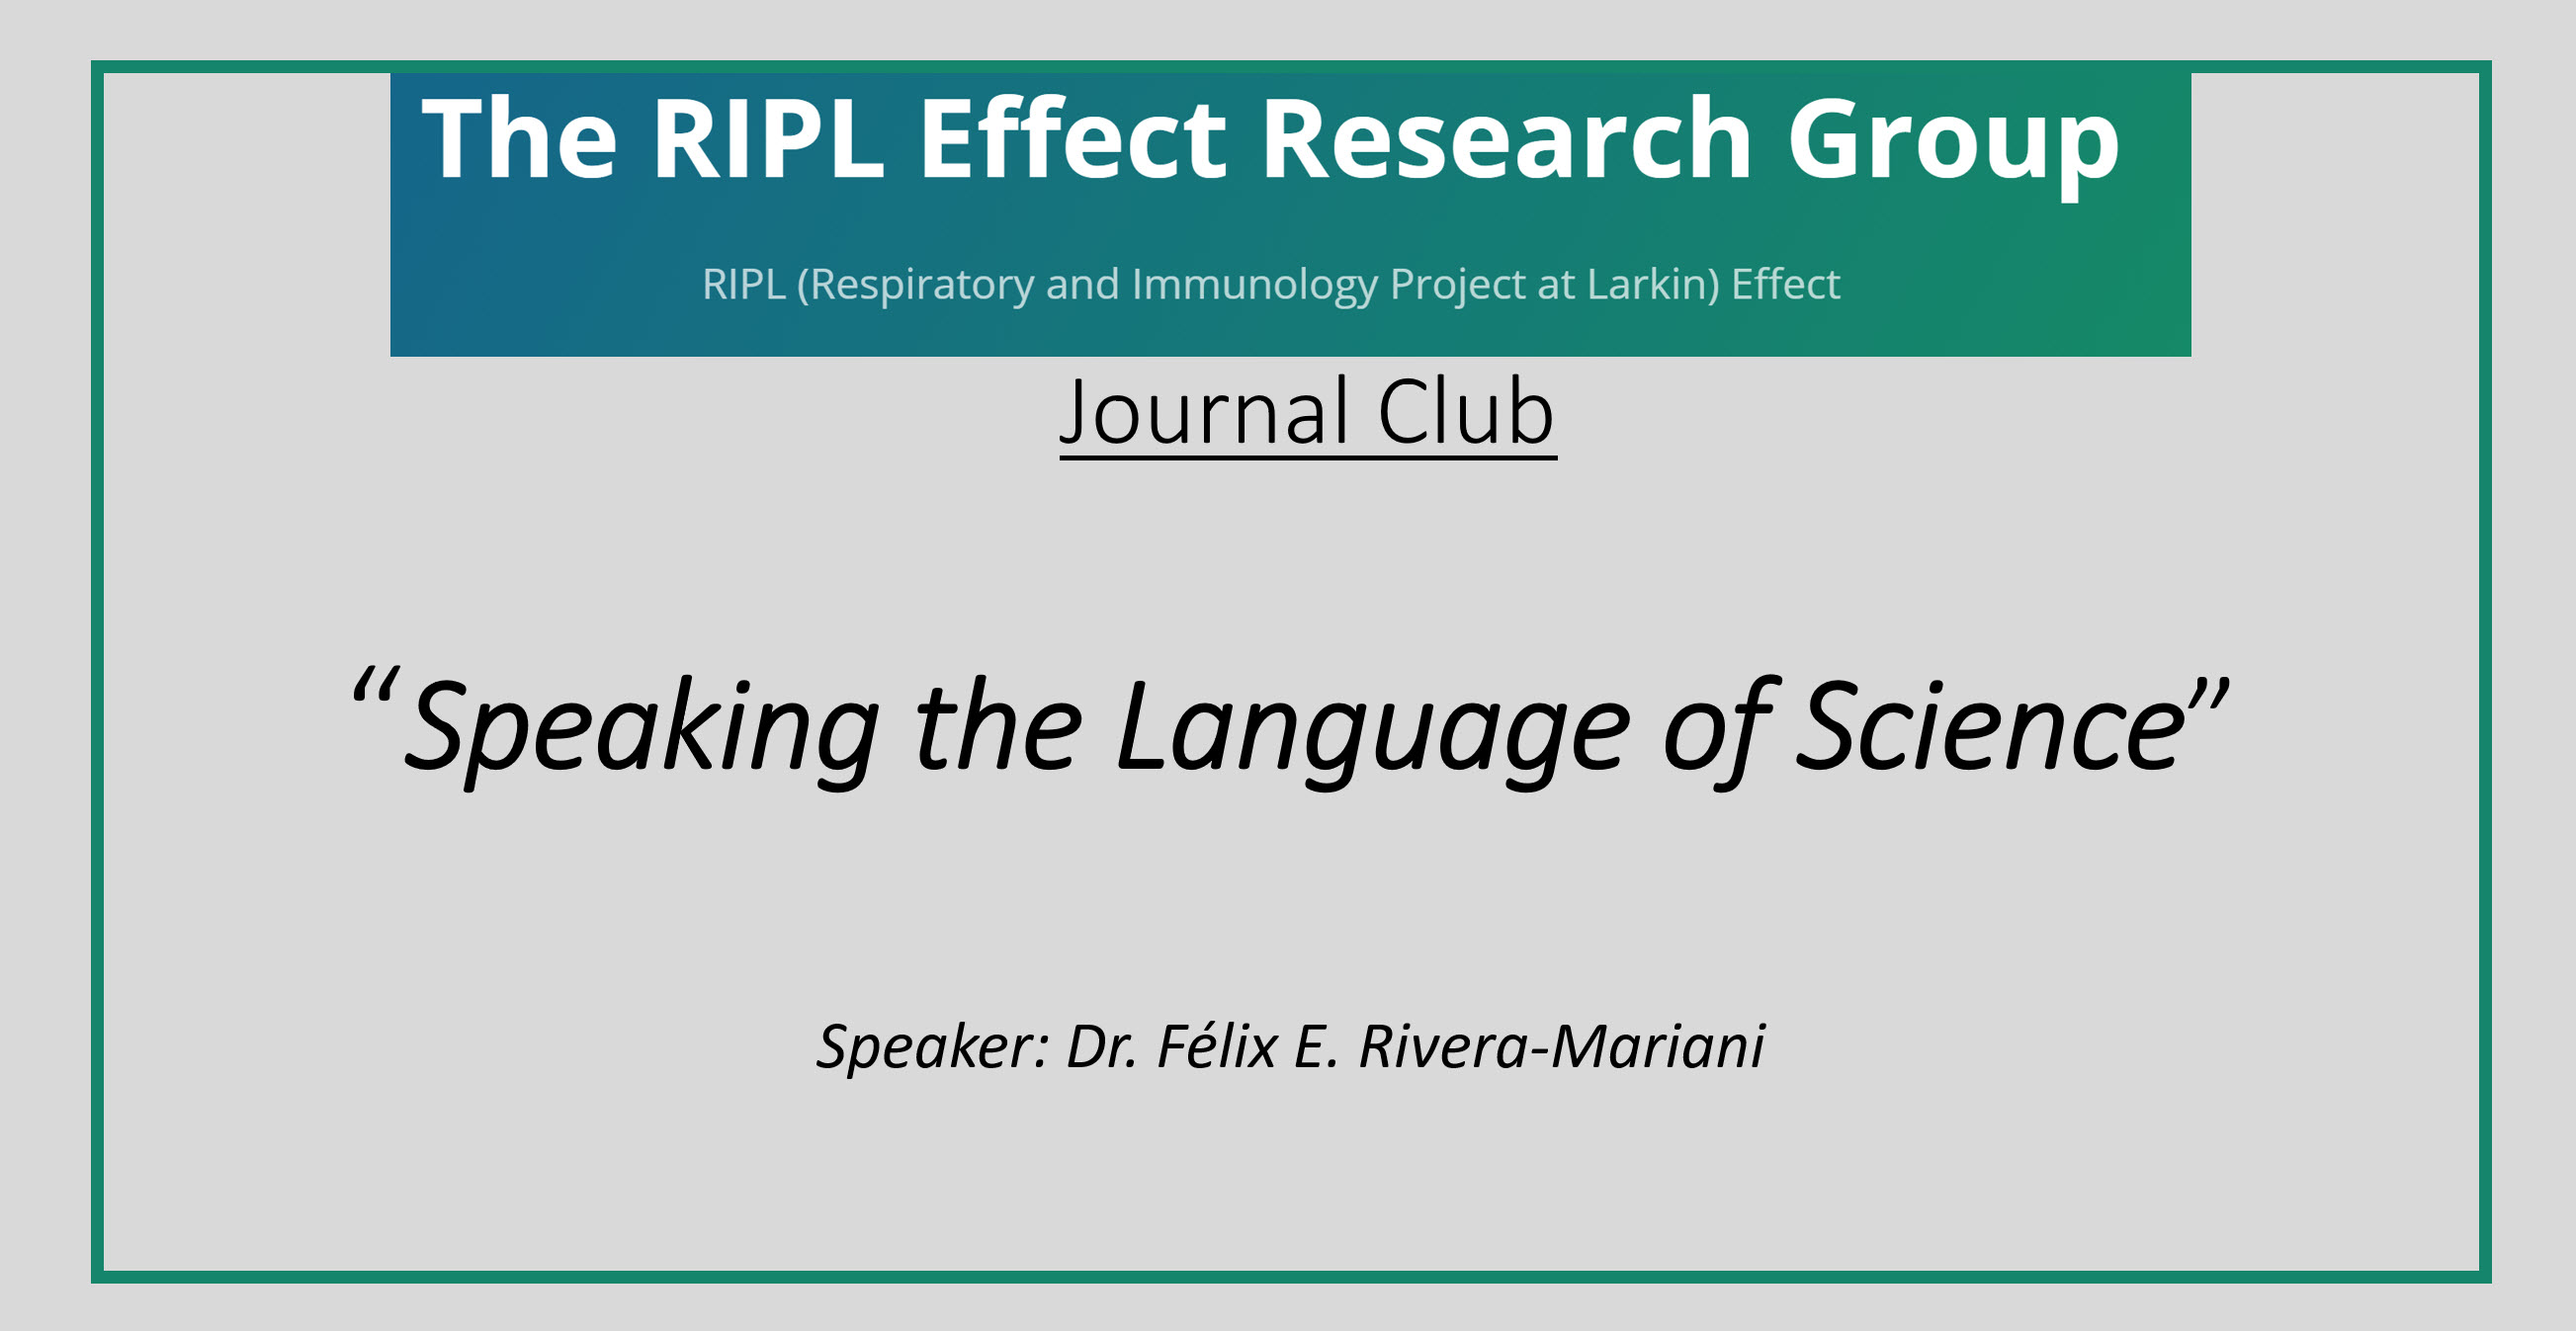 The RIPL Effect Research Group
RIPL (Respiratory and Immunology Project at Larkin) Effect
Journal Club
“Speaking the Language of Science”
Speaker: Dr. Félix E. Rivera-Mariani